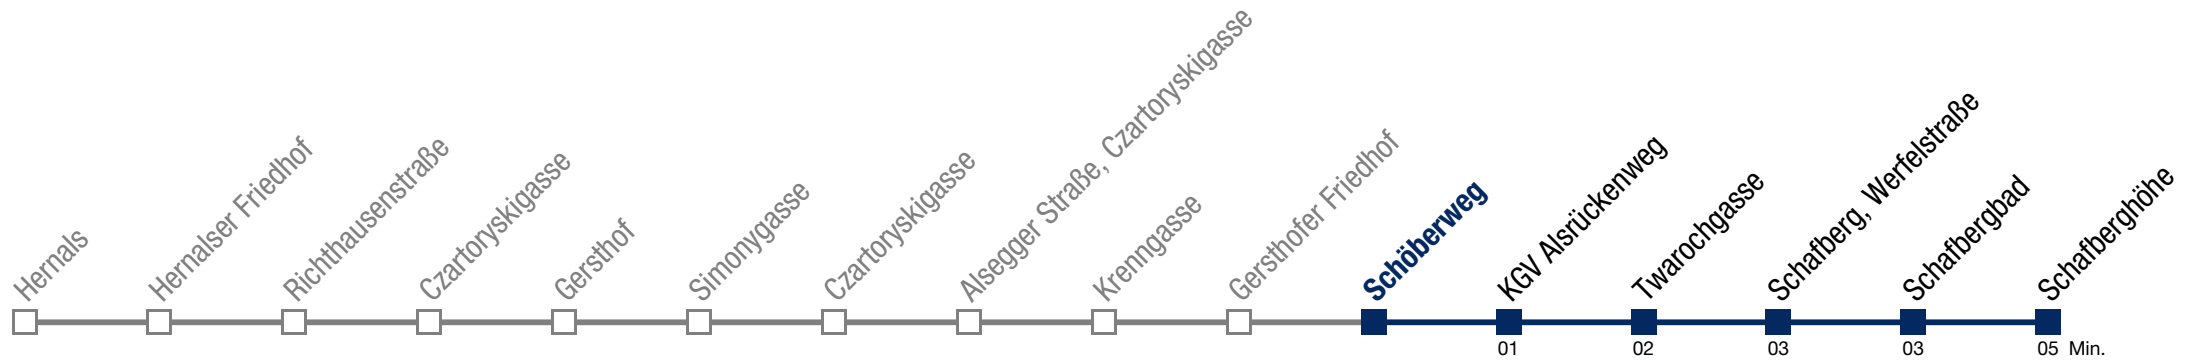 Hernals
Hernalser Friedhof
Richthausenstraße
Czartoryskigasse
Gersthof
Simonygasse
Czartoryskigasse
Alsegger Straße, Czartoryskigasse
Krenngasse
Gersthofer Friedhof
Schöberweg
KGV Alsrückenweg
Twarochgasse
Schafberg, Werfelstraße
Schafbergbad
Schafberghöhe
01 02 03 03 05 Min.